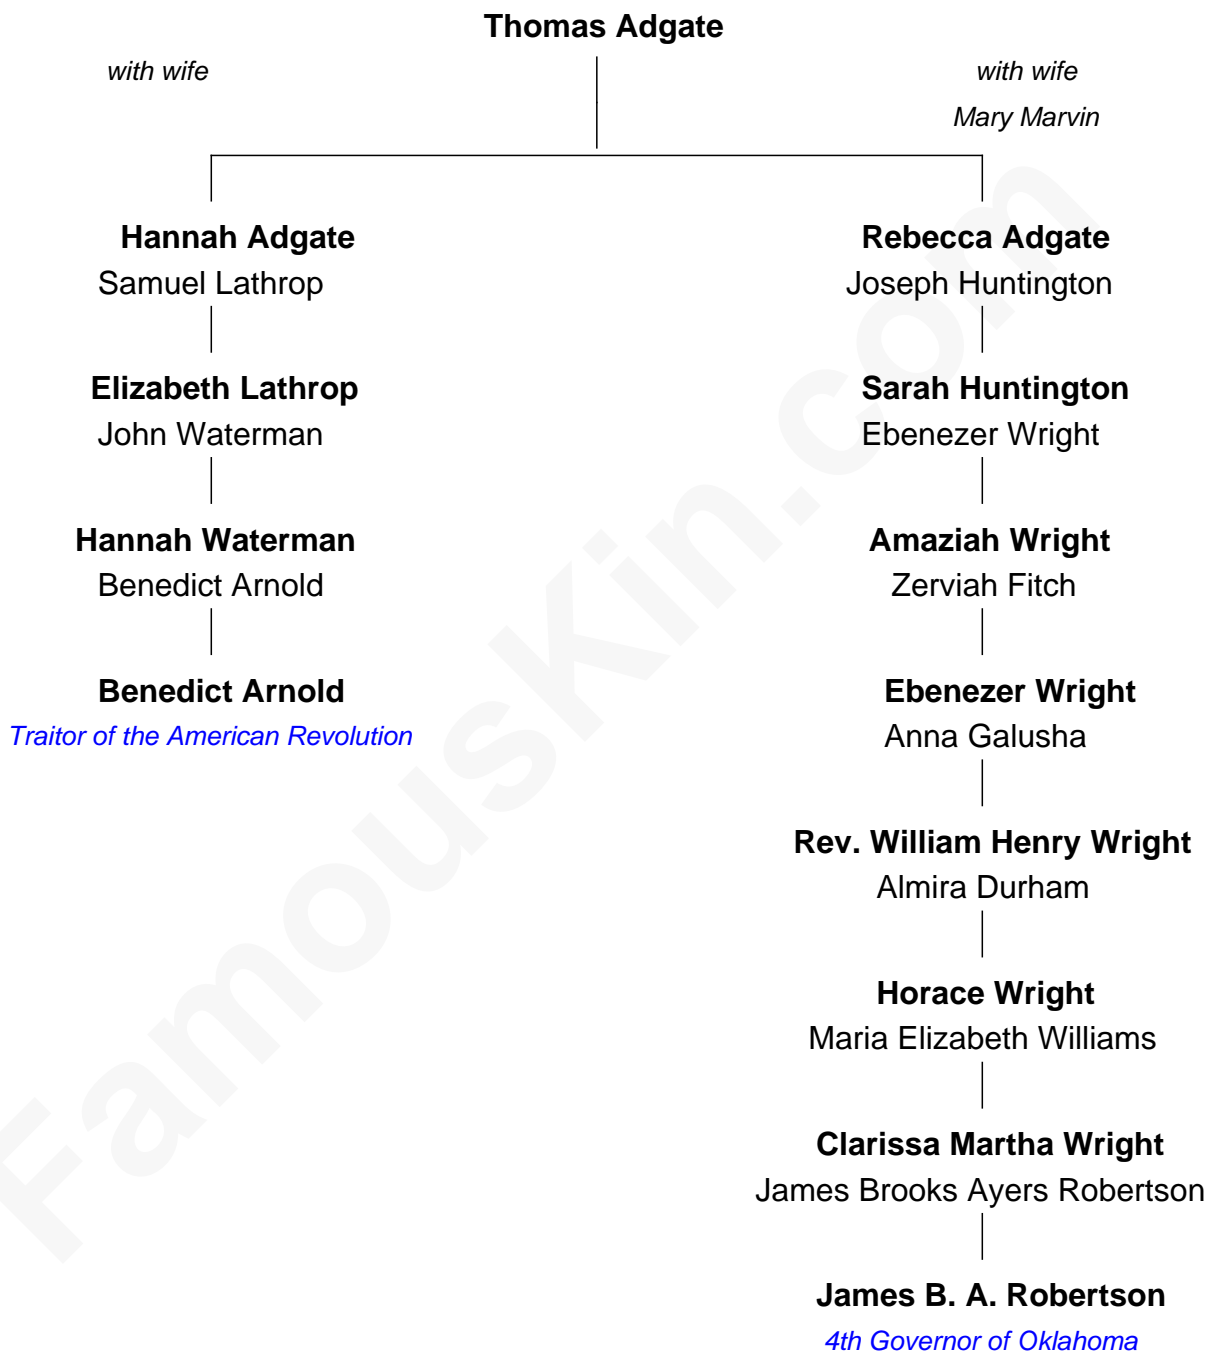 Thomas Adgate
with wife
with wife
Mary Marvin
Hannah Adgate
Samuel Lathrop
Elizabeth Lathrop
John Waterman
Hannah Waterman
Benedict Arnold
Benedict Arnold
Traitor of the American Revolution
Rebecca Adgate
Joseph Huntington
Sarah Huntington
Ebenezer Wright
Amaziah Wright
Zerviah Fitch
Ebenezer Wright
Anna Galusha
Rev. William Henry Wright
Almira Durham
Horace Wright
Maria Elizabeth Williams
Clarissa Martha Wright
James Brooks Ayers Robertson
James B. A. Robertson
4th Governor of Oklahoma
FamousKin.com